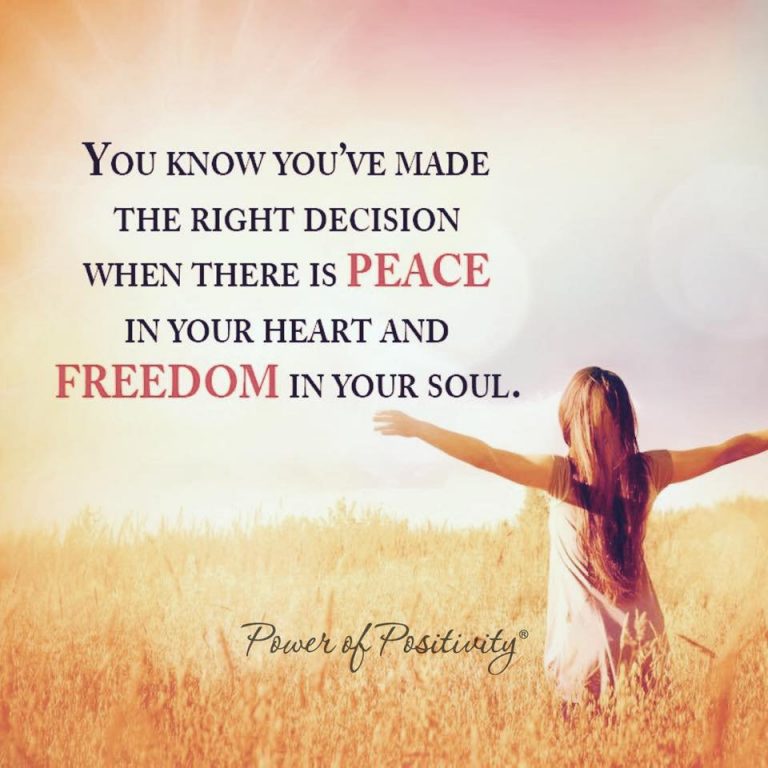 You know you’ve made
the right decision
when there is PEACE
in your heart and
FREEDOM in your soul.
Power of Positivity®